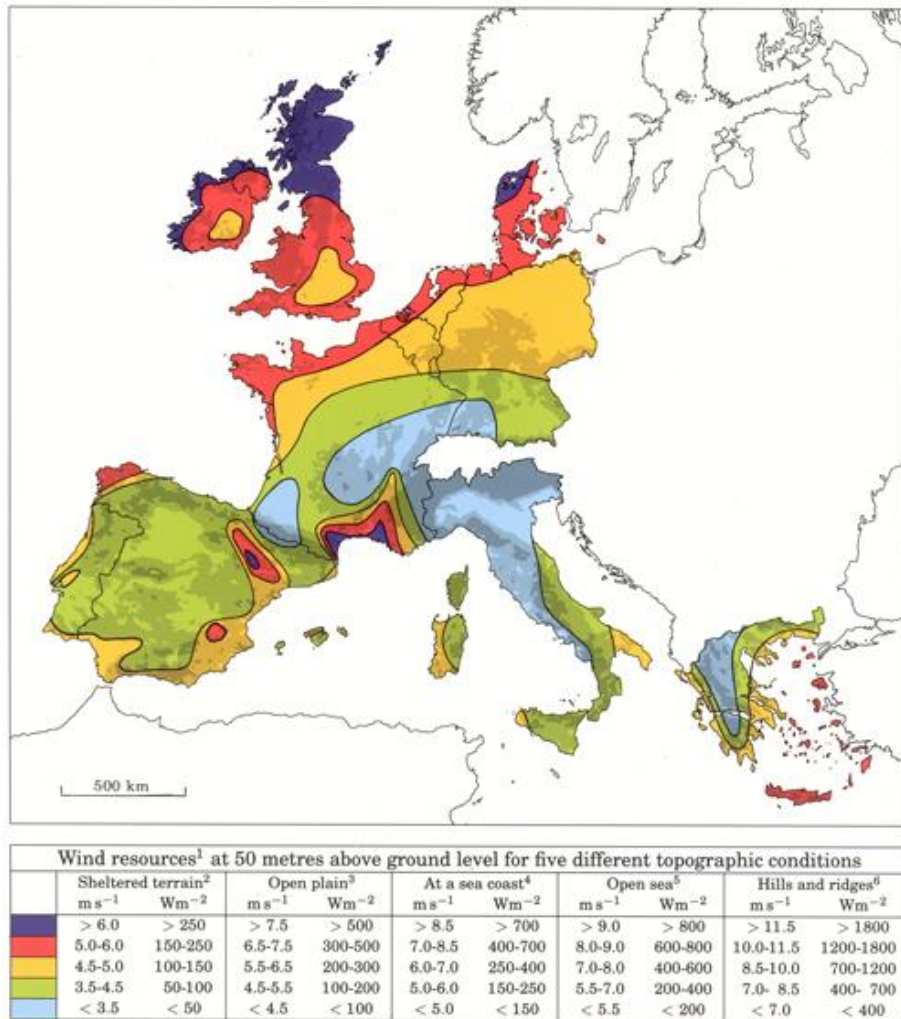 500 km
Wind resources¹ at 50 metres above ground level for five different topographic conditions
Sheltered terrain² Open plain³ At a sea coast⁴ Open sea⁵ Hills and ridges⁶
m s⁻¹ Wm⁻² m s⁻¹ Wm⁻² m s⁻¹ Wm⁻² m s⁻¹ Wm⁻² m s⁻¹ Wm⁻²
> 6.0 > 250 > 7.5 > 500 > 8.5 > 700 > 9.0 > 800 > 11.5 > 1800
5.0-6.0 150-250 6.5-7.5 300-500 7.0-8.5 400-700 8.0-9.0 600-800 10.0-11.5 1200-1800
4.5-5.0 100-150 5.5-6.5 200-300 6.0-7.0 250-400 7.0-8.0 400-600 8.5-10.0 700-1200
3.5-4.5 50-100 4.5-5.5 100-200 5.0-6.0 150-250 5.5-7.0 200-400 7.0- 8.5 400- 700
< 3.5 < 50 < 4.5 < 100 < 5.0 < 150 < 5.5 < 200 < 7.0 < 400